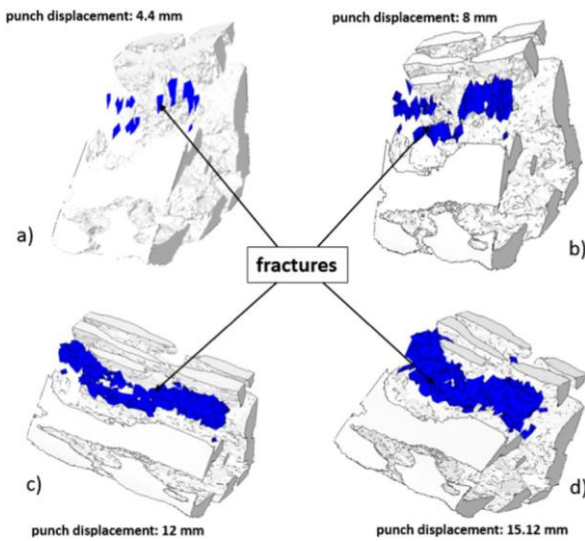 punch displacement: 4.4 mm
punch displacement: 8 mm
a)
b)
fractures
c)
d)
punch displacement: 12 mm
punch displacement: 15.12 mm